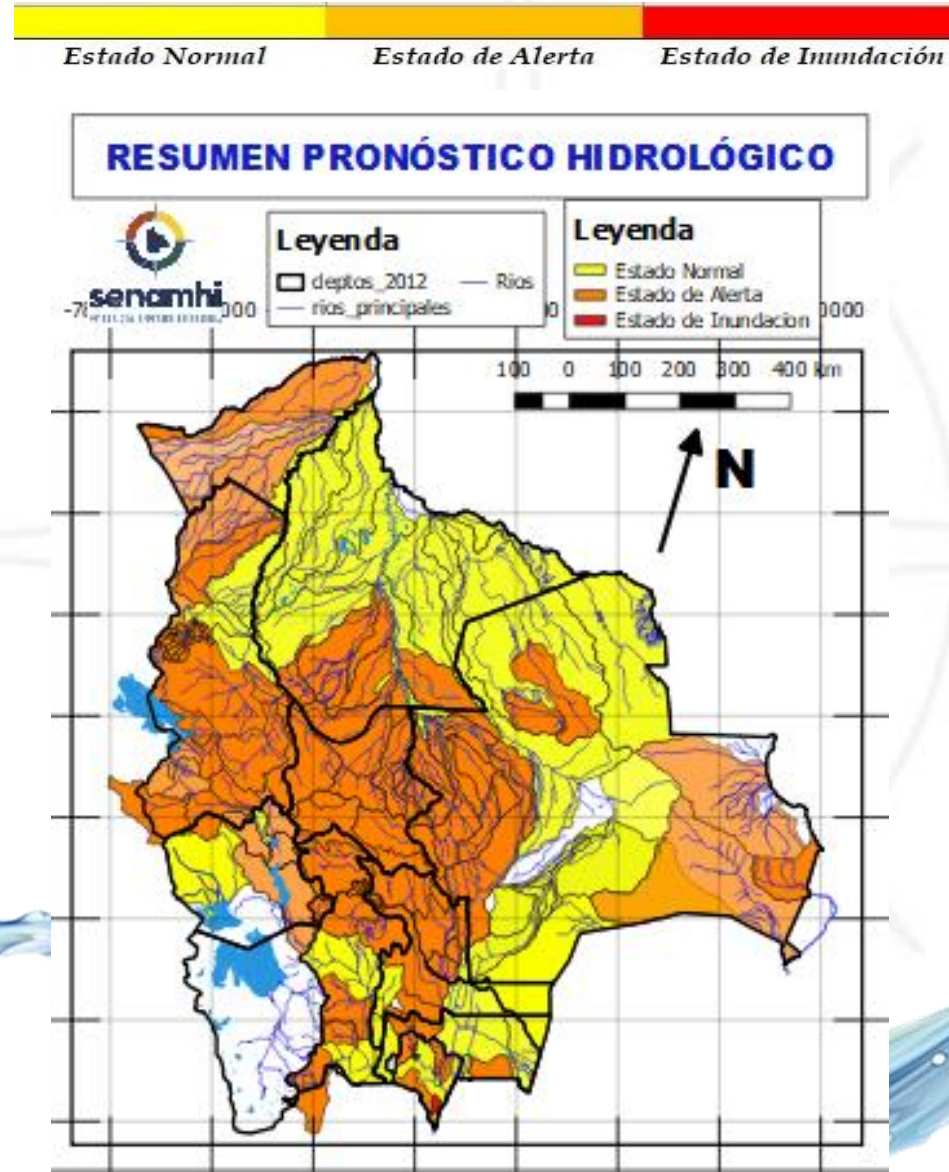 Estado Normal Estado de Alerta Estado de Inundación
RESUMEN PRONÓSTICO HIDROLÓGICO
senamhi
Leyenda
deptos_2012 Rios
rios_principales
Leyenda
Estado Normal
Estado de Alerta
Estado de Inundacion
100 0 100 200 300 400 km
N